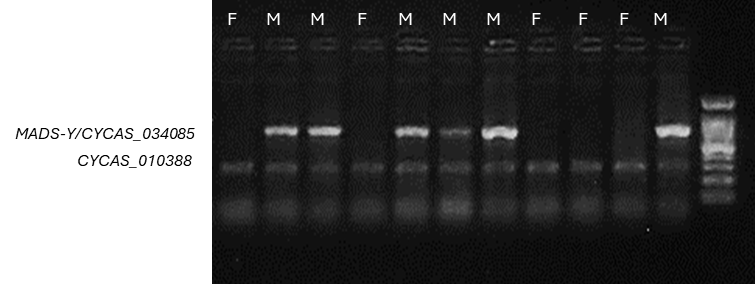 F M M F M M M F F F M
MADS-Y/CYCAS_034085
CYCAS_010388